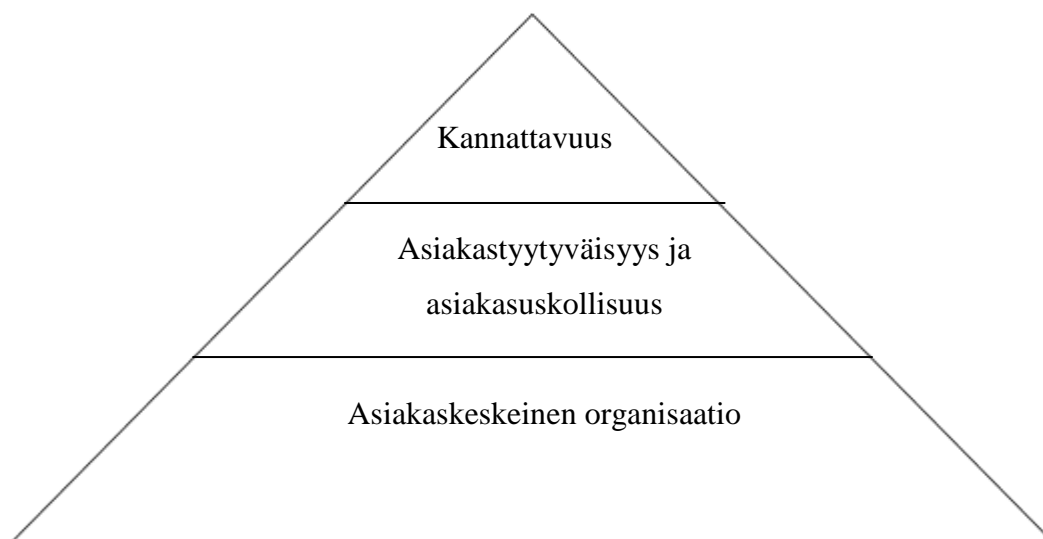 Kannattavuus
Asiakastyytyväisyys ja
asiakasuskollisuus
Asiakaskeskeinen organisaatio